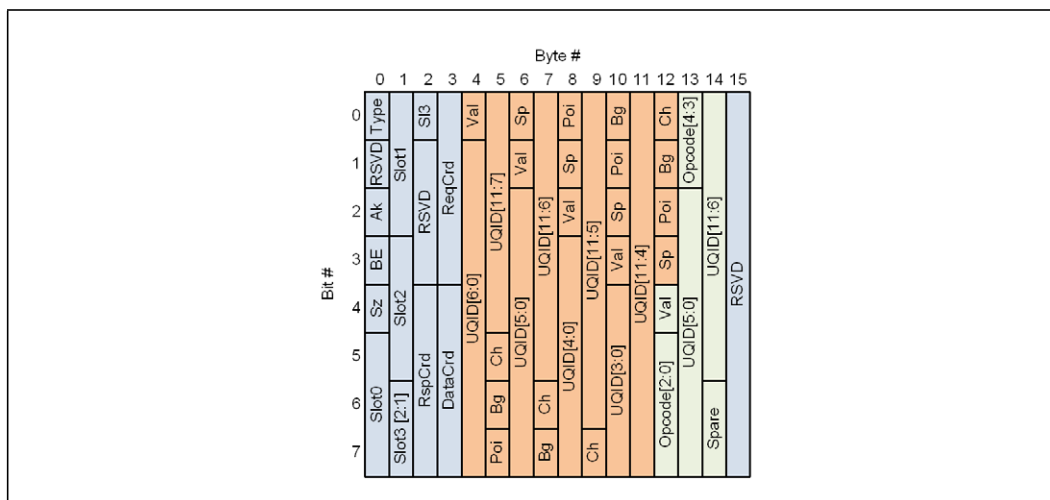 Byte #
0 1 2 3 4 5 6 7 8 9 10 11 12 13 14 15
Bit #
0
1
2
3
4
5
6
7
Type
RSVD
Ak
BE
Sz
Slot0
Slot1
Slot2
Slot3 [2:1]
Sl3
RSVD
RspCrd
ReqCrd
DataCrd
Val
UQID[6:0]
UQID[11:7]
Ch
Bg
Poi
Sp
Val
UQID[5:0]
UQID[11:6]
Ch
Bg
Poi
Sp
Val
UQID[4:0]
UQID[11:5]
Ch
Bg
Poi
Sp
Val
UQID[3:0]
UQID[11:4]
Ch
Bg
Poi
Sp
Val
Opcode[2:0]
Opcode[4:3]
UQID[5:0]
UQID[11:6]
Spare
RSVD